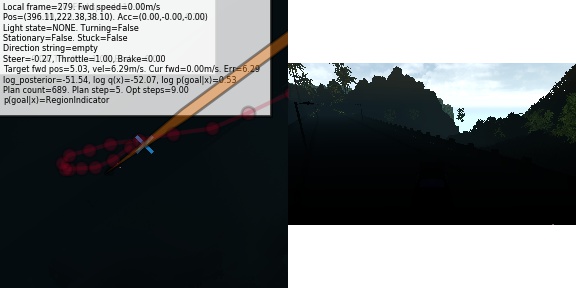 Local frame=279. Fwd speed=0.00m/s
Pos=(396.11,222.38,38.10). Acc=(0.00,-0.00,-0.00)
Light state=NONE. Turning=False
Stationary=False. Stuck=False
Direction string=empty
Steer=-0.27, Throttle=1.00, Brake=0.00
Target fwd pos=5.03, vel=6.29m/s. Cur fwd=0.00m/s. Err=6.29
log_posterior=-51.54, log q(x)=-52.07, log p(goal|x)=0.53
Plan count=689. Plan step=5. Opt steps=9.00
p(goal|x)=RegionIndicator